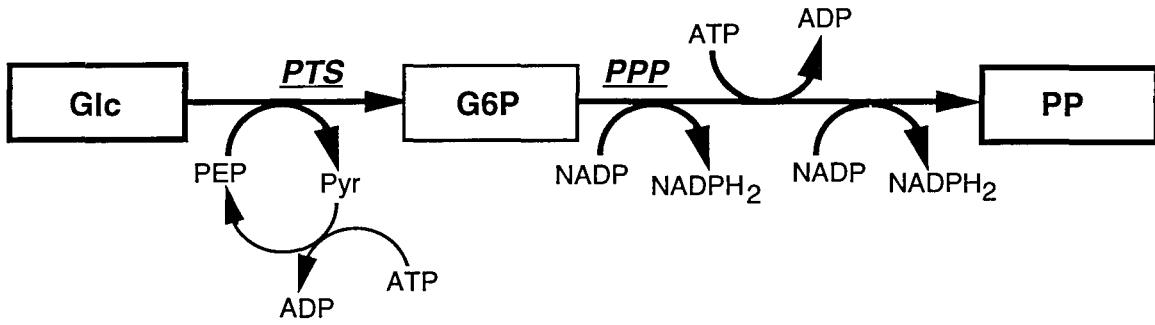 ATP
ADP
PTS
PPP
Glc
G6P
PP
PEP
Pyr
NADP
NADPH2
NADP
NADPH2
ADP
ATP